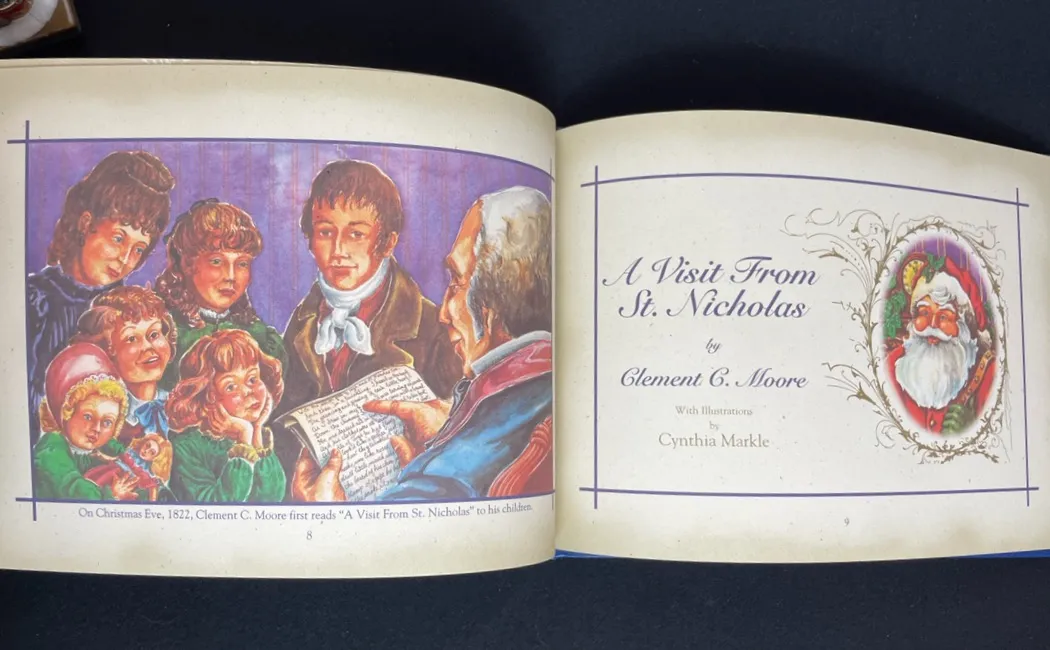 On Christmas Eve, 1822, Clement C. Moore first reads “A Visit From St. Nicholas” to his children.
8
A Visit From
St. Nicholas
by
Clement C. Moore
With Illustrations
by
Cynthia Markle
9